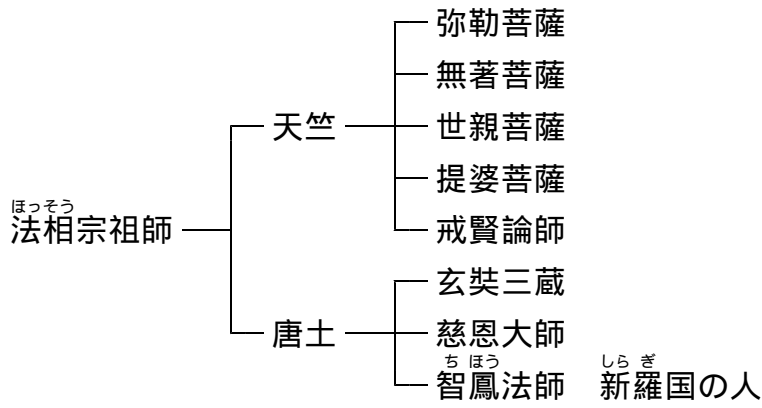 ほっそう
法相宗祖師
天竺
弥勒菩薩
無著菩薩
世親菩薩
提婆菩薩
戒賢論師
唐土
玄奘三蔵
慈恩大師
ちほう しらぎ
智鳳法師 新羅国の人